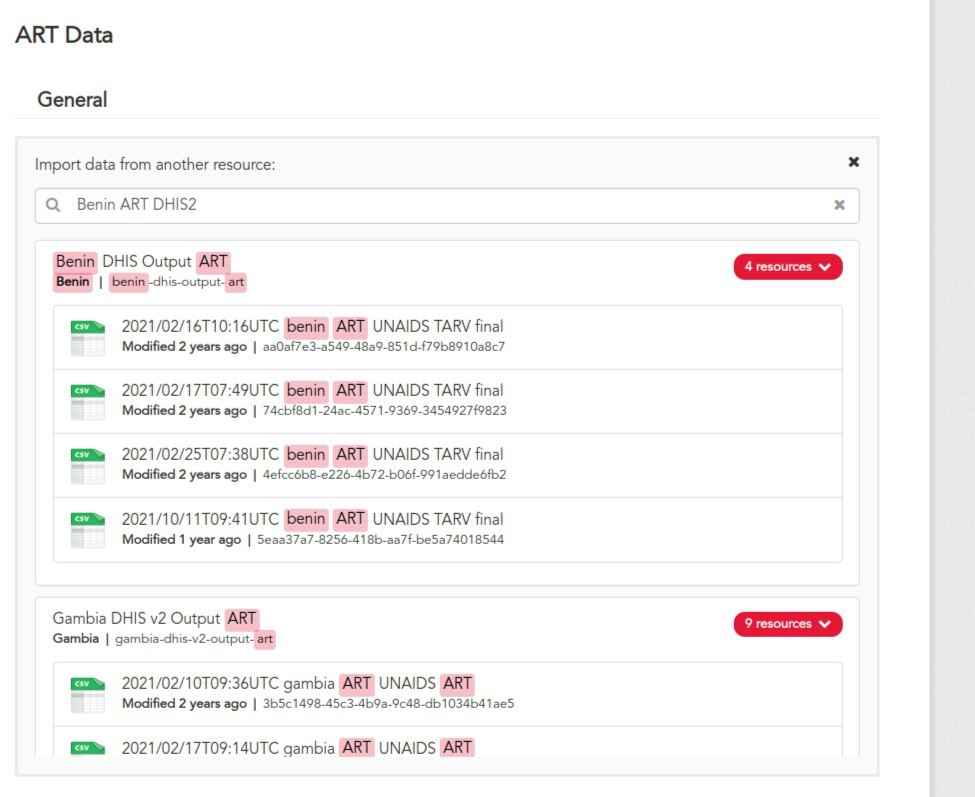 ART Data
General
Import data from another resource:
Benin ART DHIS2
Benin DHIS Output ART
Benin | benin-dhis-output-art
4 resources
CSV
2021/02/16T10:16UTC benin ART UNAIDS TARV final
Modified 2 years ago | aa0af7e3-a549-48a9-851d-f79b8910a8c7
CSV
2021/02/17T07:49UTC benin ART UNAIDS TARV final
Modified 2 years ago | 74cbf8d1-24ac-4571-9369-3454927f9823
CSV
2021/02/25T07:38UTC benin ART UNAIDS TARV final
Modified 2 years ago | 4efcc6b8-e226-4b72-b06f-991aedde6fb2
CSV
2021/10/11T09:41UTC benin ART UNAIDS TARV final
Modified 1 year ago | 5eaa37a7-8256-418b-aa7f-be5a74018544
Gambia DHIS v2 Output ART
Gambia | gambia-dhis-v2-output-art
9 resources
CSV
2021/02/10T09:36UTC gambia ART UNAIDS ART
Modified 2 years ago | 3b5c1498-45c3-4b9a-9c48-db1034b41ae5
CSV
2021/02/17T09:14UTC gambia ART UNAIDS ART